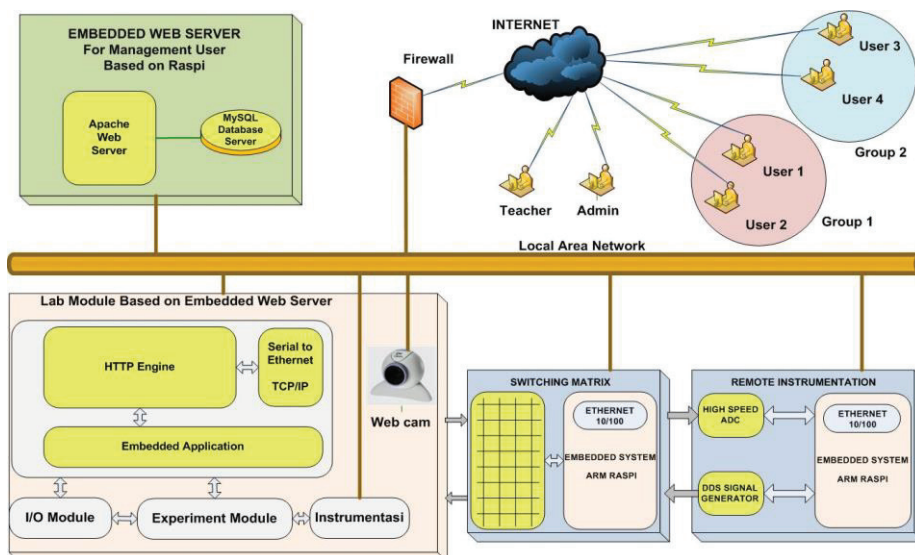 EMBEDDED WEB SERVER
For Management User
Based on Raspi
Apache
Web
Server
MySQL
Database
Server
INTERNET
Firewall
User 3
User 4
Group 2
User 1
User 2
Group 1
Teacher
Admin
Local Area Network
Lab Module Based on Embedded Web Server
HTTP Engine
Serial to
Ethernet
TCP/IP
Embedded Application
I/O Module
Experiment Module
Instrumentasi
Web cam
SWITCHING MATRIX
ETHERNET
10/100
EMBEDDED SYSTEM
ARM RASPI
REMOTE INSTRUMENTATION
HIGH SPEED
ADC
DDS SIGNAL
GENERATOR
ETHERNET
10/100
EMBEDDED SYSTEM
ARM RASPI